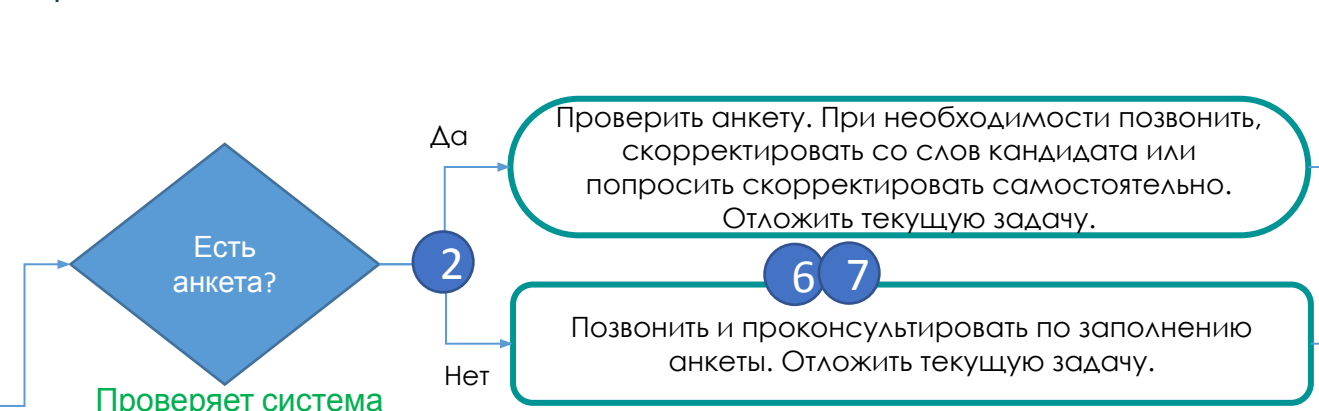 Есть
анкета?
Проверяет система
2
Да
Нет
Проверить анкету. При необходимости позвонить,
скорректировать со слов кандидата или
попросить скорректировать самостоятельно.
Отложить текущую задачу.
6
7
Позвонить и проконсультировать по заполнению
анкеты. Отложить текущую задачу.